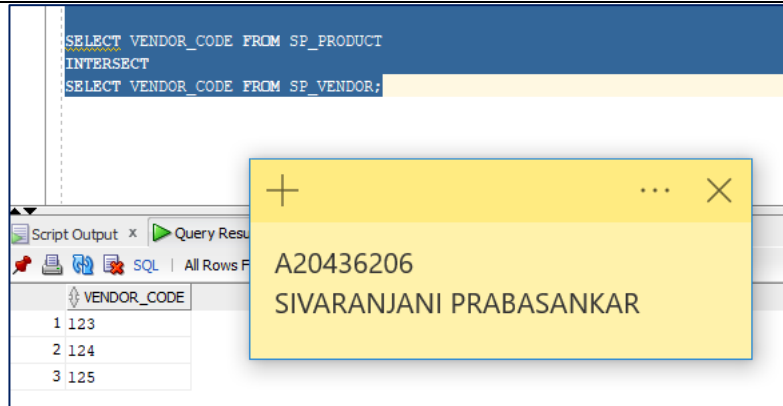 SELECT VENDOR_CODE FROM SP_PRODUCT
INTERSECT
SELECT VENDOR_CODE FROM SP_VENDOR;
A20436206
SIVARANJANI PRABASANKAR
Script Output x Query Resu
SQL | All Rows F
VENDOR_CODE
1 123
2 124
3 125